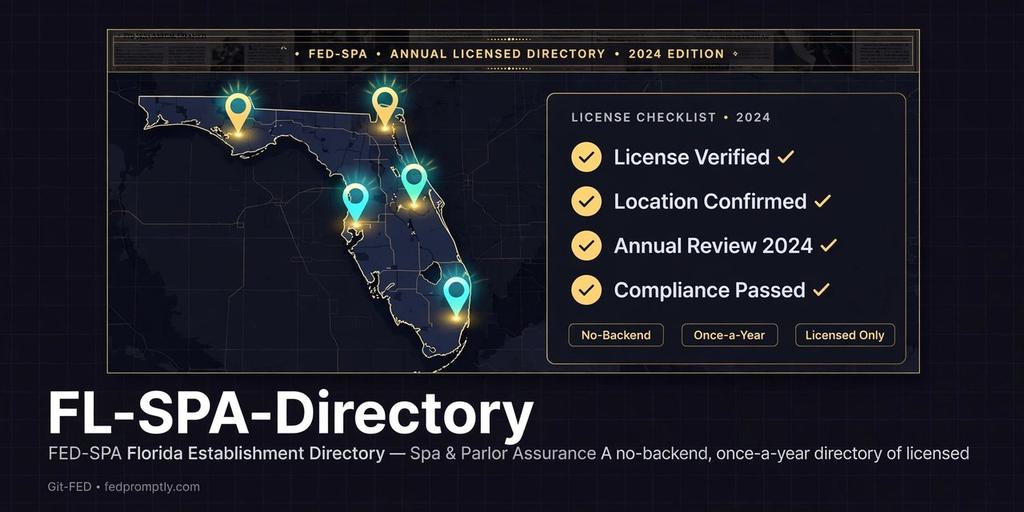 • FED-SPA • ANNUAL LICENSED DIRECTORY • 2024 EDITION
LICENSE CHECKLIST • 2024
License Verified ✓
Location Confirmed ✓
Annual Review 2024 ✓
Compliance Passed ✓
No-Backend
Once-a-Year
Licensed Only
FL-SPA-Directory
FED-SPA Florida Establishment Directory — Spa & Parlor Assurance A no-backend, once-a-year directory of licensed
Git-FED • fedpromptly.com